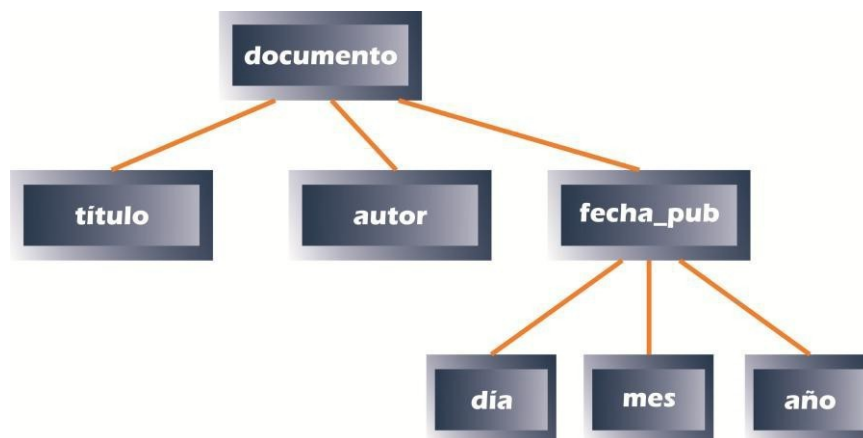 documento
título
autor
fecha_pub
día
mes
año